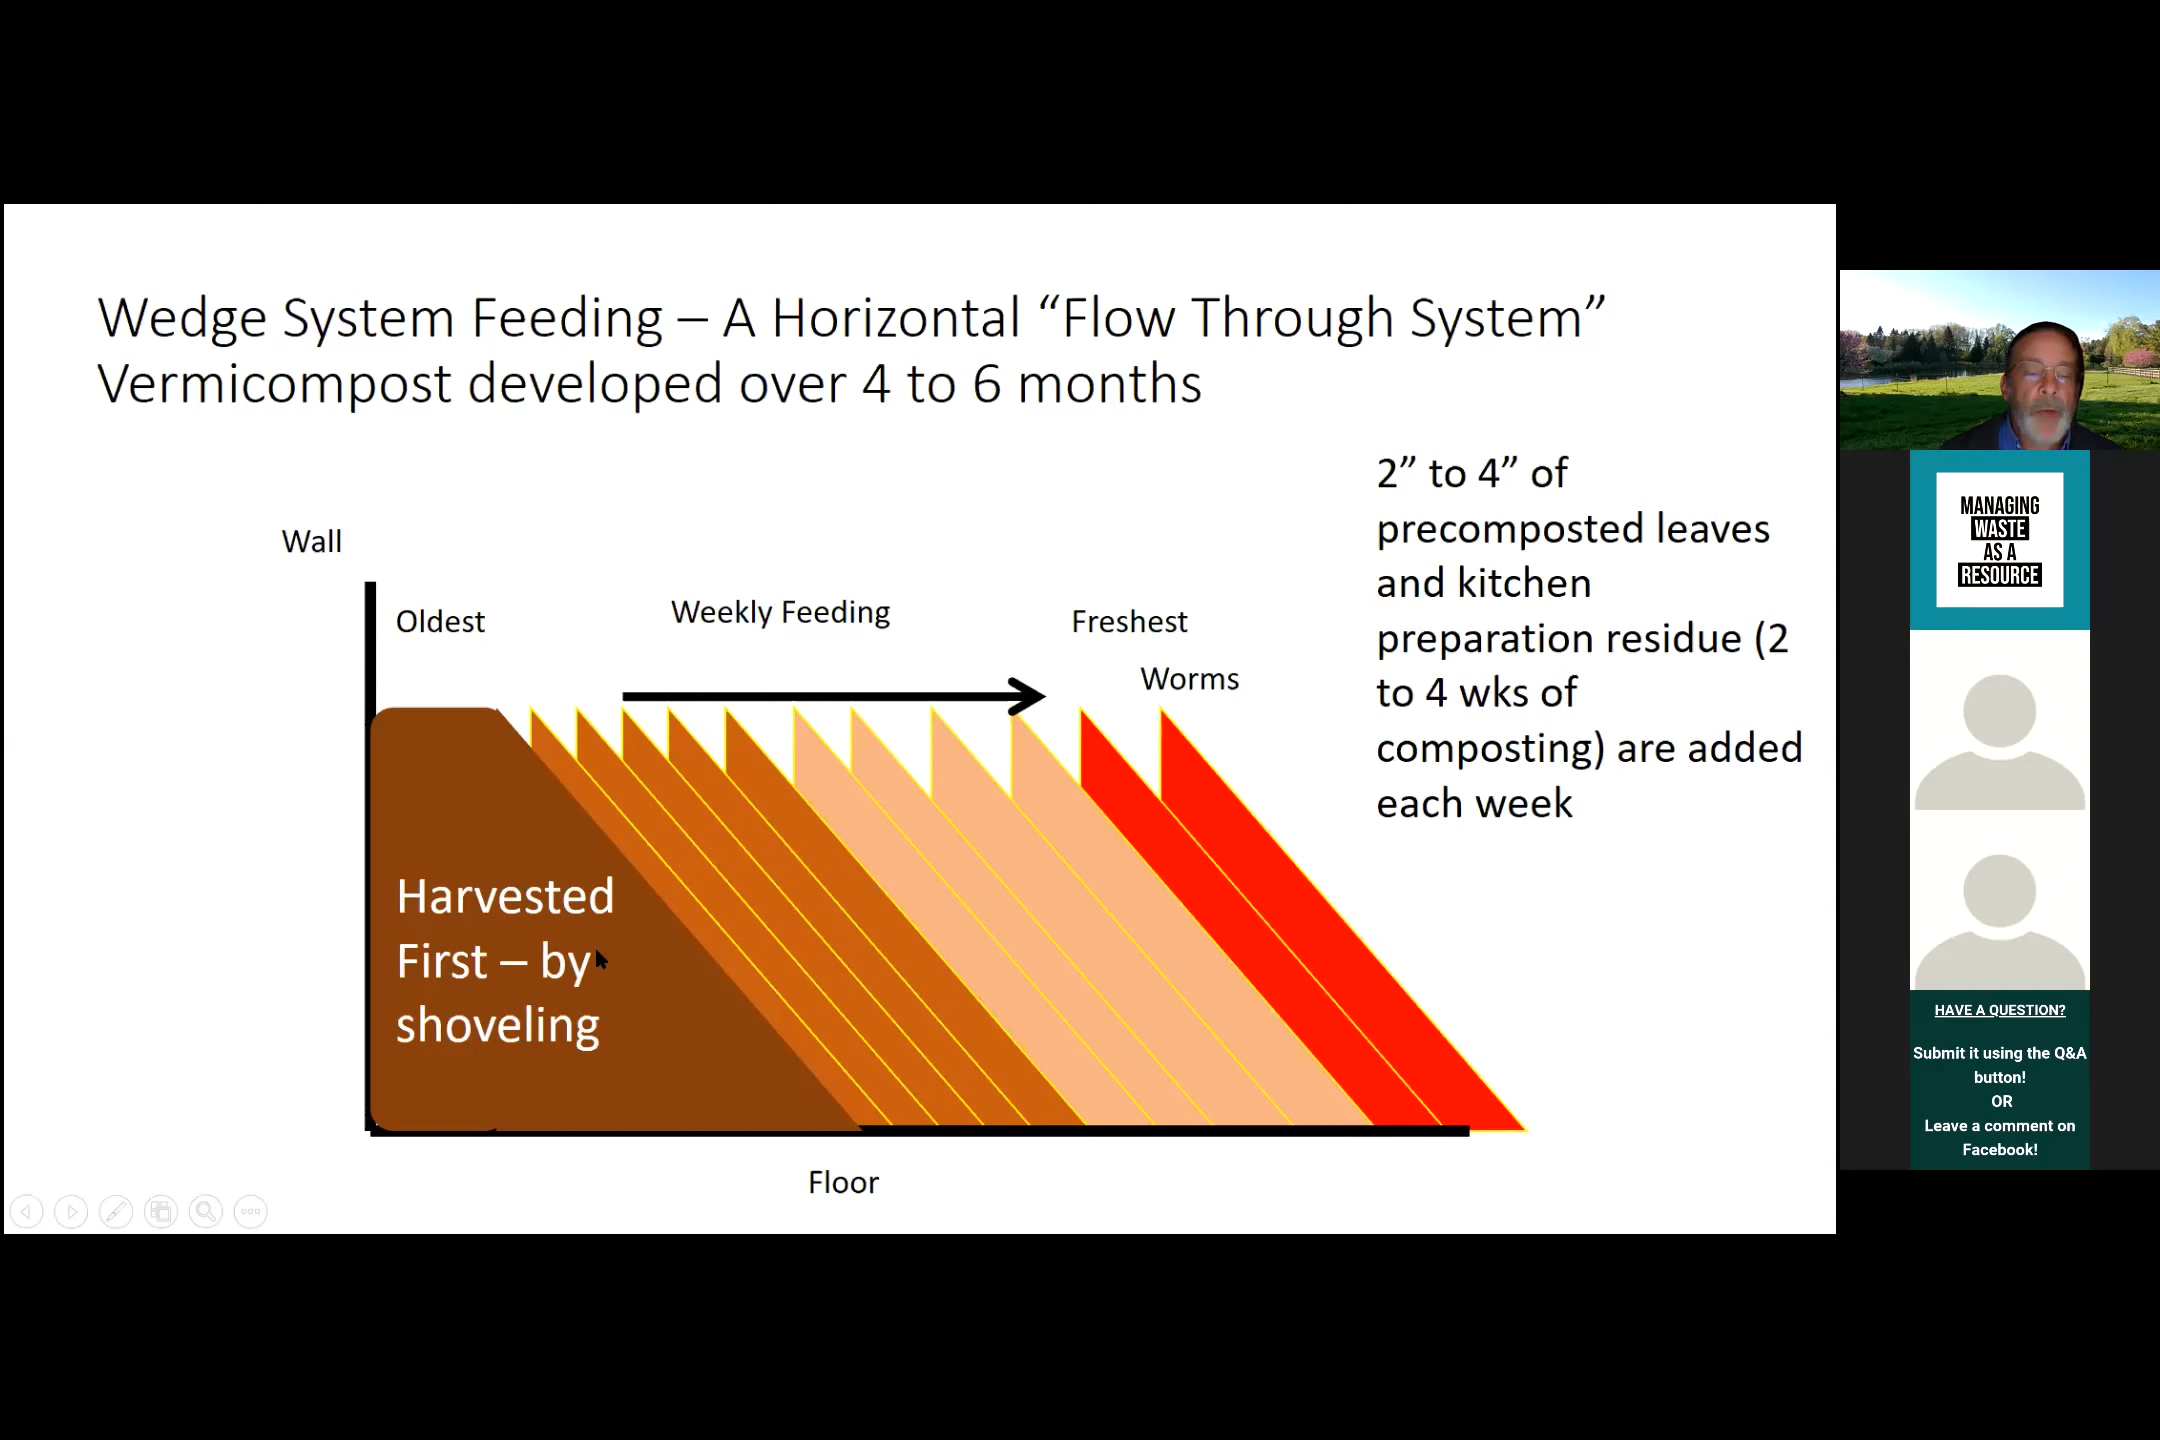 Wedge System Feeding – A Horizontal “Flow Through System”
Vermicompost developed over 4 to 6 months
2” to 4” of
precomposted leaves
and kitchen
preparation residue (2
to 4 wks of
composting) are added
each week
Wall
Oldest
Weekly Feeding
Freshest
Worms
Harvested
First – by
shoveling
Floor
MANAGING
WASTE
AS A
RESOURCE
HAVE A QUESTION?
Submit it using the Q&A
button!
OR
Leave a comment on
Facebook!